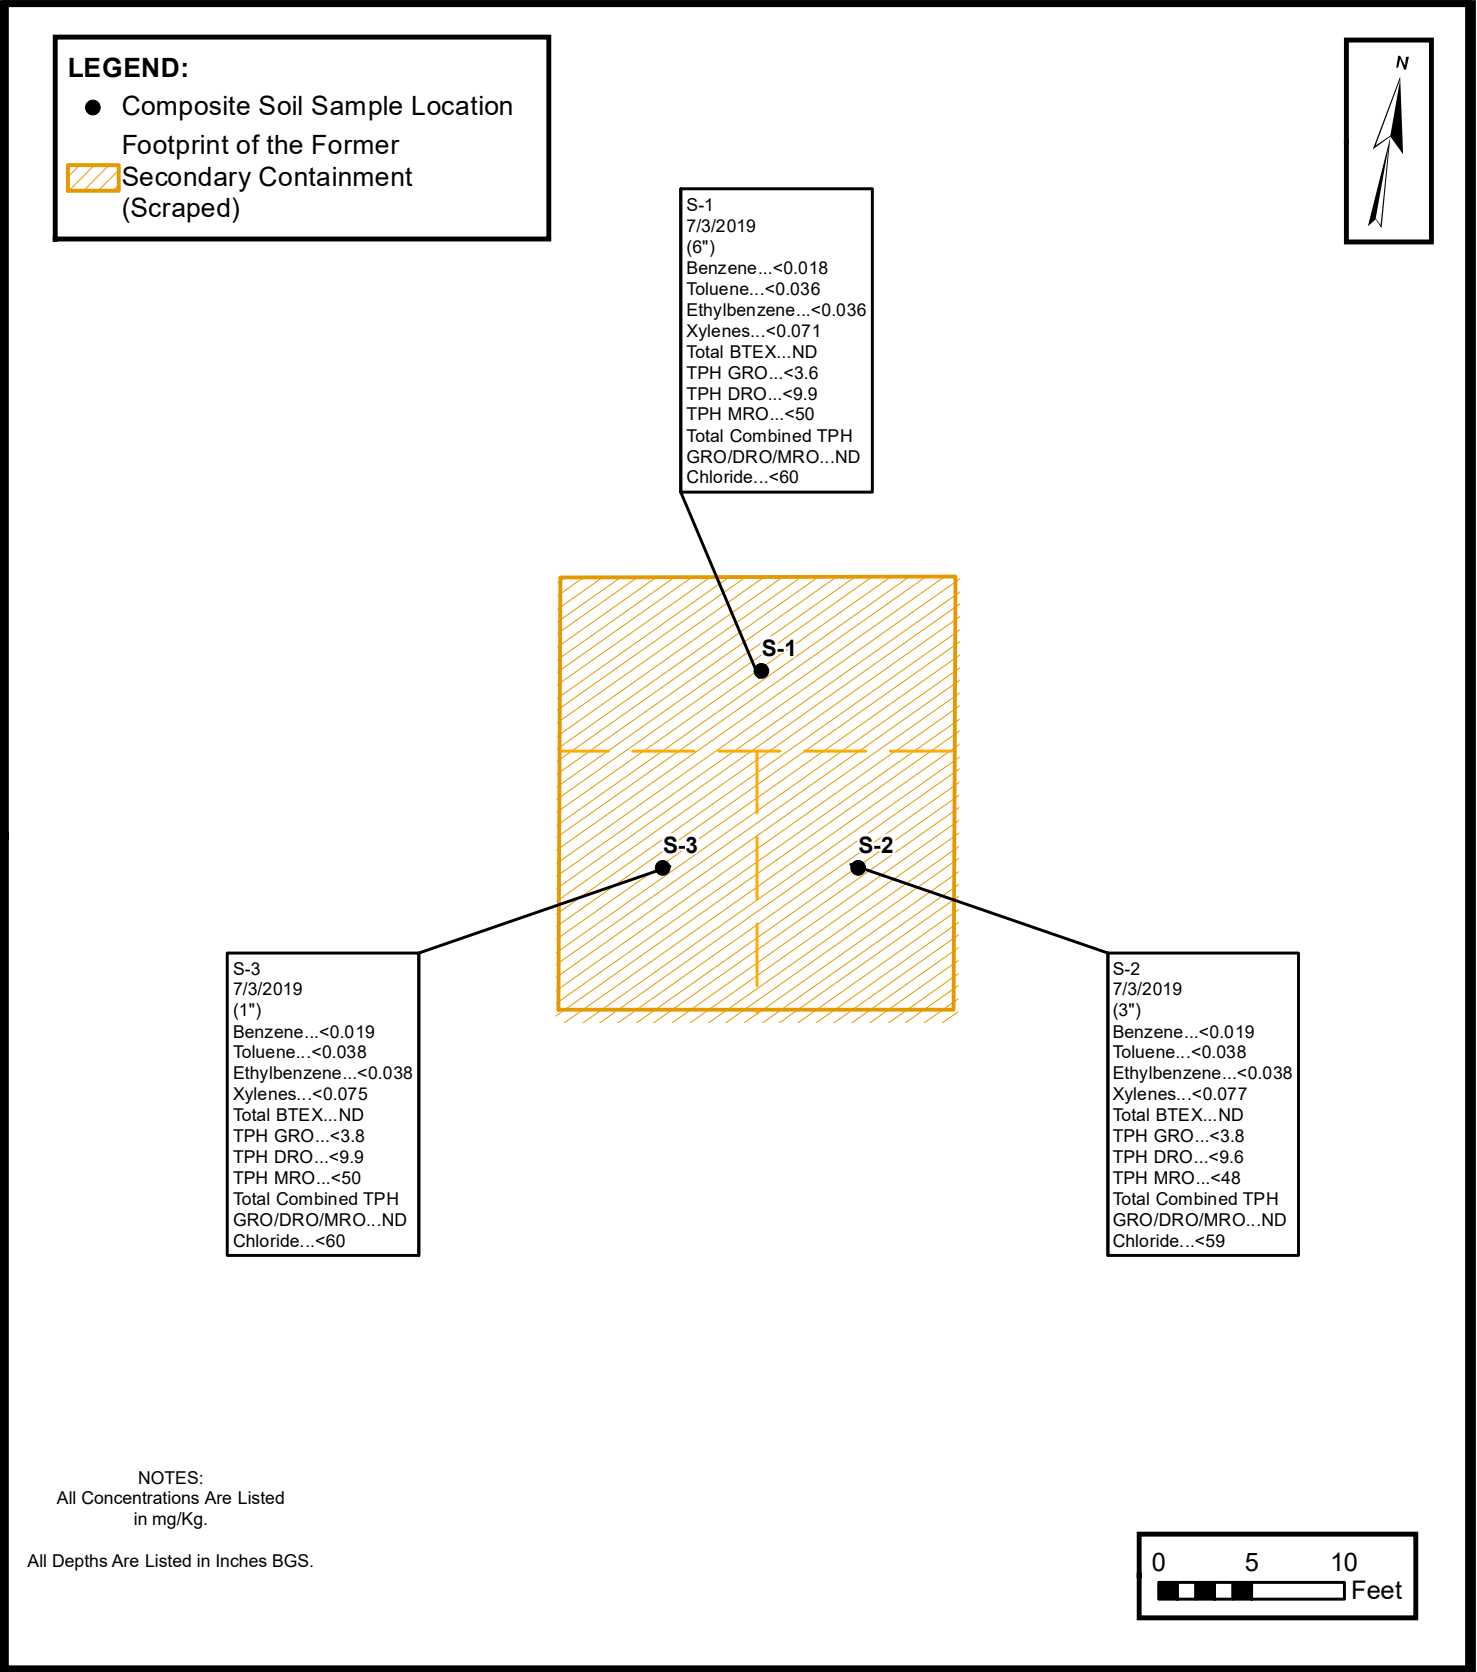 LEGEND:
Composite Soil Sample Location
Footprint of the Former
Secondary Containment
(Scraped)
N
S-1
7/3/2019
(6")
Benzene...<0.018
Toluene...<0.036
Ethylbenzene...<0.036
Xylenes...<0.071
Total BTEX...ND
TPH GRO...<3.6
TPH DRO...<9.9
TPH MRO...<50
Total Combined TPH
GRO/DRO/MRO...ND
Chloride...<60
S-1
S-3
S-2
S-3
7/3/2019
(1")
Benzene...<0.019
Toluene...<0.038
Ethylbenzene...<0.038
Xylenes...<0.075
Total BTEX...ND
TPH GRO...<3.8
TPH DRO...<9.9
TPH MRO...<50
Total Combined TPH
GRO/DRO/MRO...ND
Chloride...<60
S-2
7/3/2019
(3")
Benzene...<0.019
Toluene...<0.038
Ethylbenzene...<0.038
Xylenes...<0.077
Total BTEX...ND
TPH GRO...<3.8
TPH DRO...<9.6
TPH MRO...<48
Total Combined TPH
GRO/DRO/MRO...ND
Chloride...<59
NOTES:
All Concentrations Are Listed
in mg/Kg.
All Depths Are Listed in Inches BGS.
0 5 10
Feet